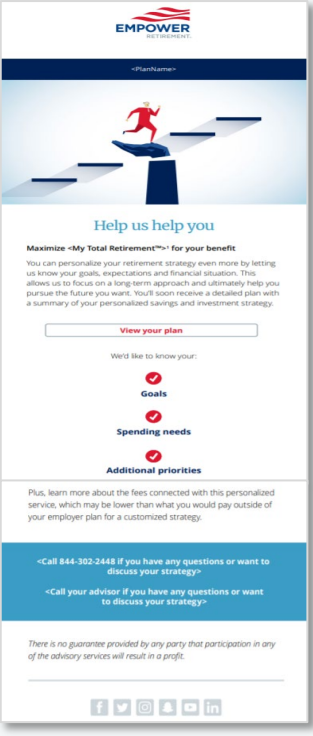 EMPOWER
RETIREMENT.
<PlanName>
Help us help you
Maximize <My Total Retirement™>¹ for your benefit
You can personalize your retirement strategy even more by letting
us know your goals, expectations and financial situation. This
allows us to focus on a long-term approach and ultimately help you
pursue the future you want. You'll soon receive a detailed plan with
a summary of your personalized savings and investment strategy.
View your plan
We'd like to know your:
Goals
Spending needs
Additional priorities
Plus, learn more about the fees connected with this personalized
service, which may be lower than what you would pay outside of
your employer plan for a customized strategy.
<Call 844-302-2448 if you have any questions or want to
discuss your strategy>
<Call your advisor if you have any questions or want
to discuss your strategy>
There is no guarantee provided by any party that participation in any
of the advisory services will result in a profit.